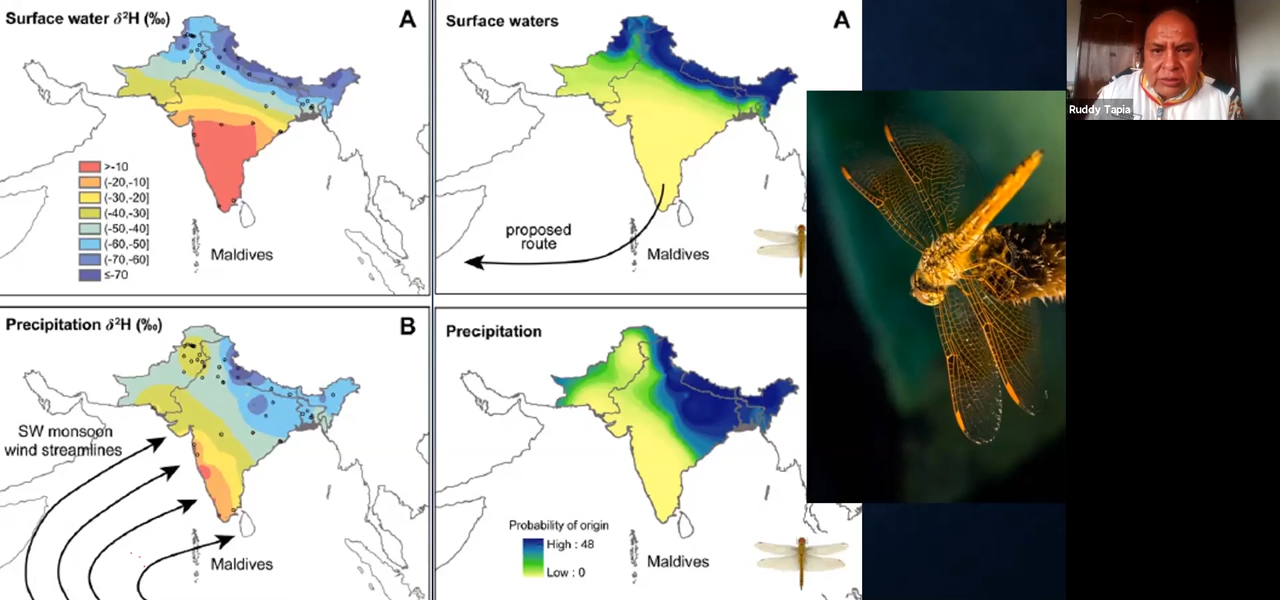 Surface water δ²H (‰)
A
>-10
(-20,-10]
(-30,-20]
(-40,-30]
(-50,-40]
(-60,-50]
(-70,-60]
≤-70
Maldives
Surface waters
A
proposed
route
Maldives
Precipitation δ²H (‰)
B
SW monsoon
wind streamlines
Maldives
Precipitation
Probability of origin
High : 48
Low : 0
Maldives
Ruddy Tapia